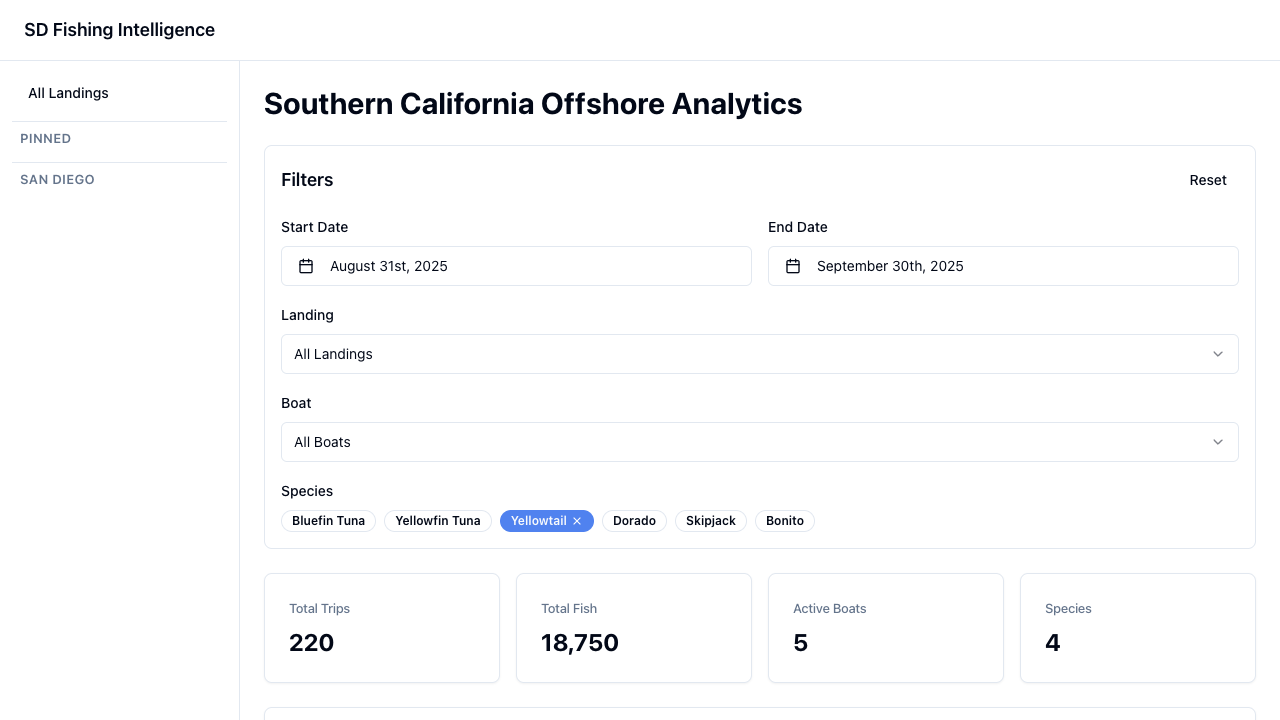 SD Fishing Intelligence
All Landings
PINNED
SAN DIEGO
Southern California Offshore Analytics
Filters
Reset
Start Date
End Date
August 31st, 2025
September 30th, 2025
Landing
All Landings
Boat
All Boats
Species
Bluefin Tuna Yellowfin Tuna Yellowtail Dorado Skipjack Bonito
Total Trips
220
Total Fish
18,750
Active Boats
5
Species
4